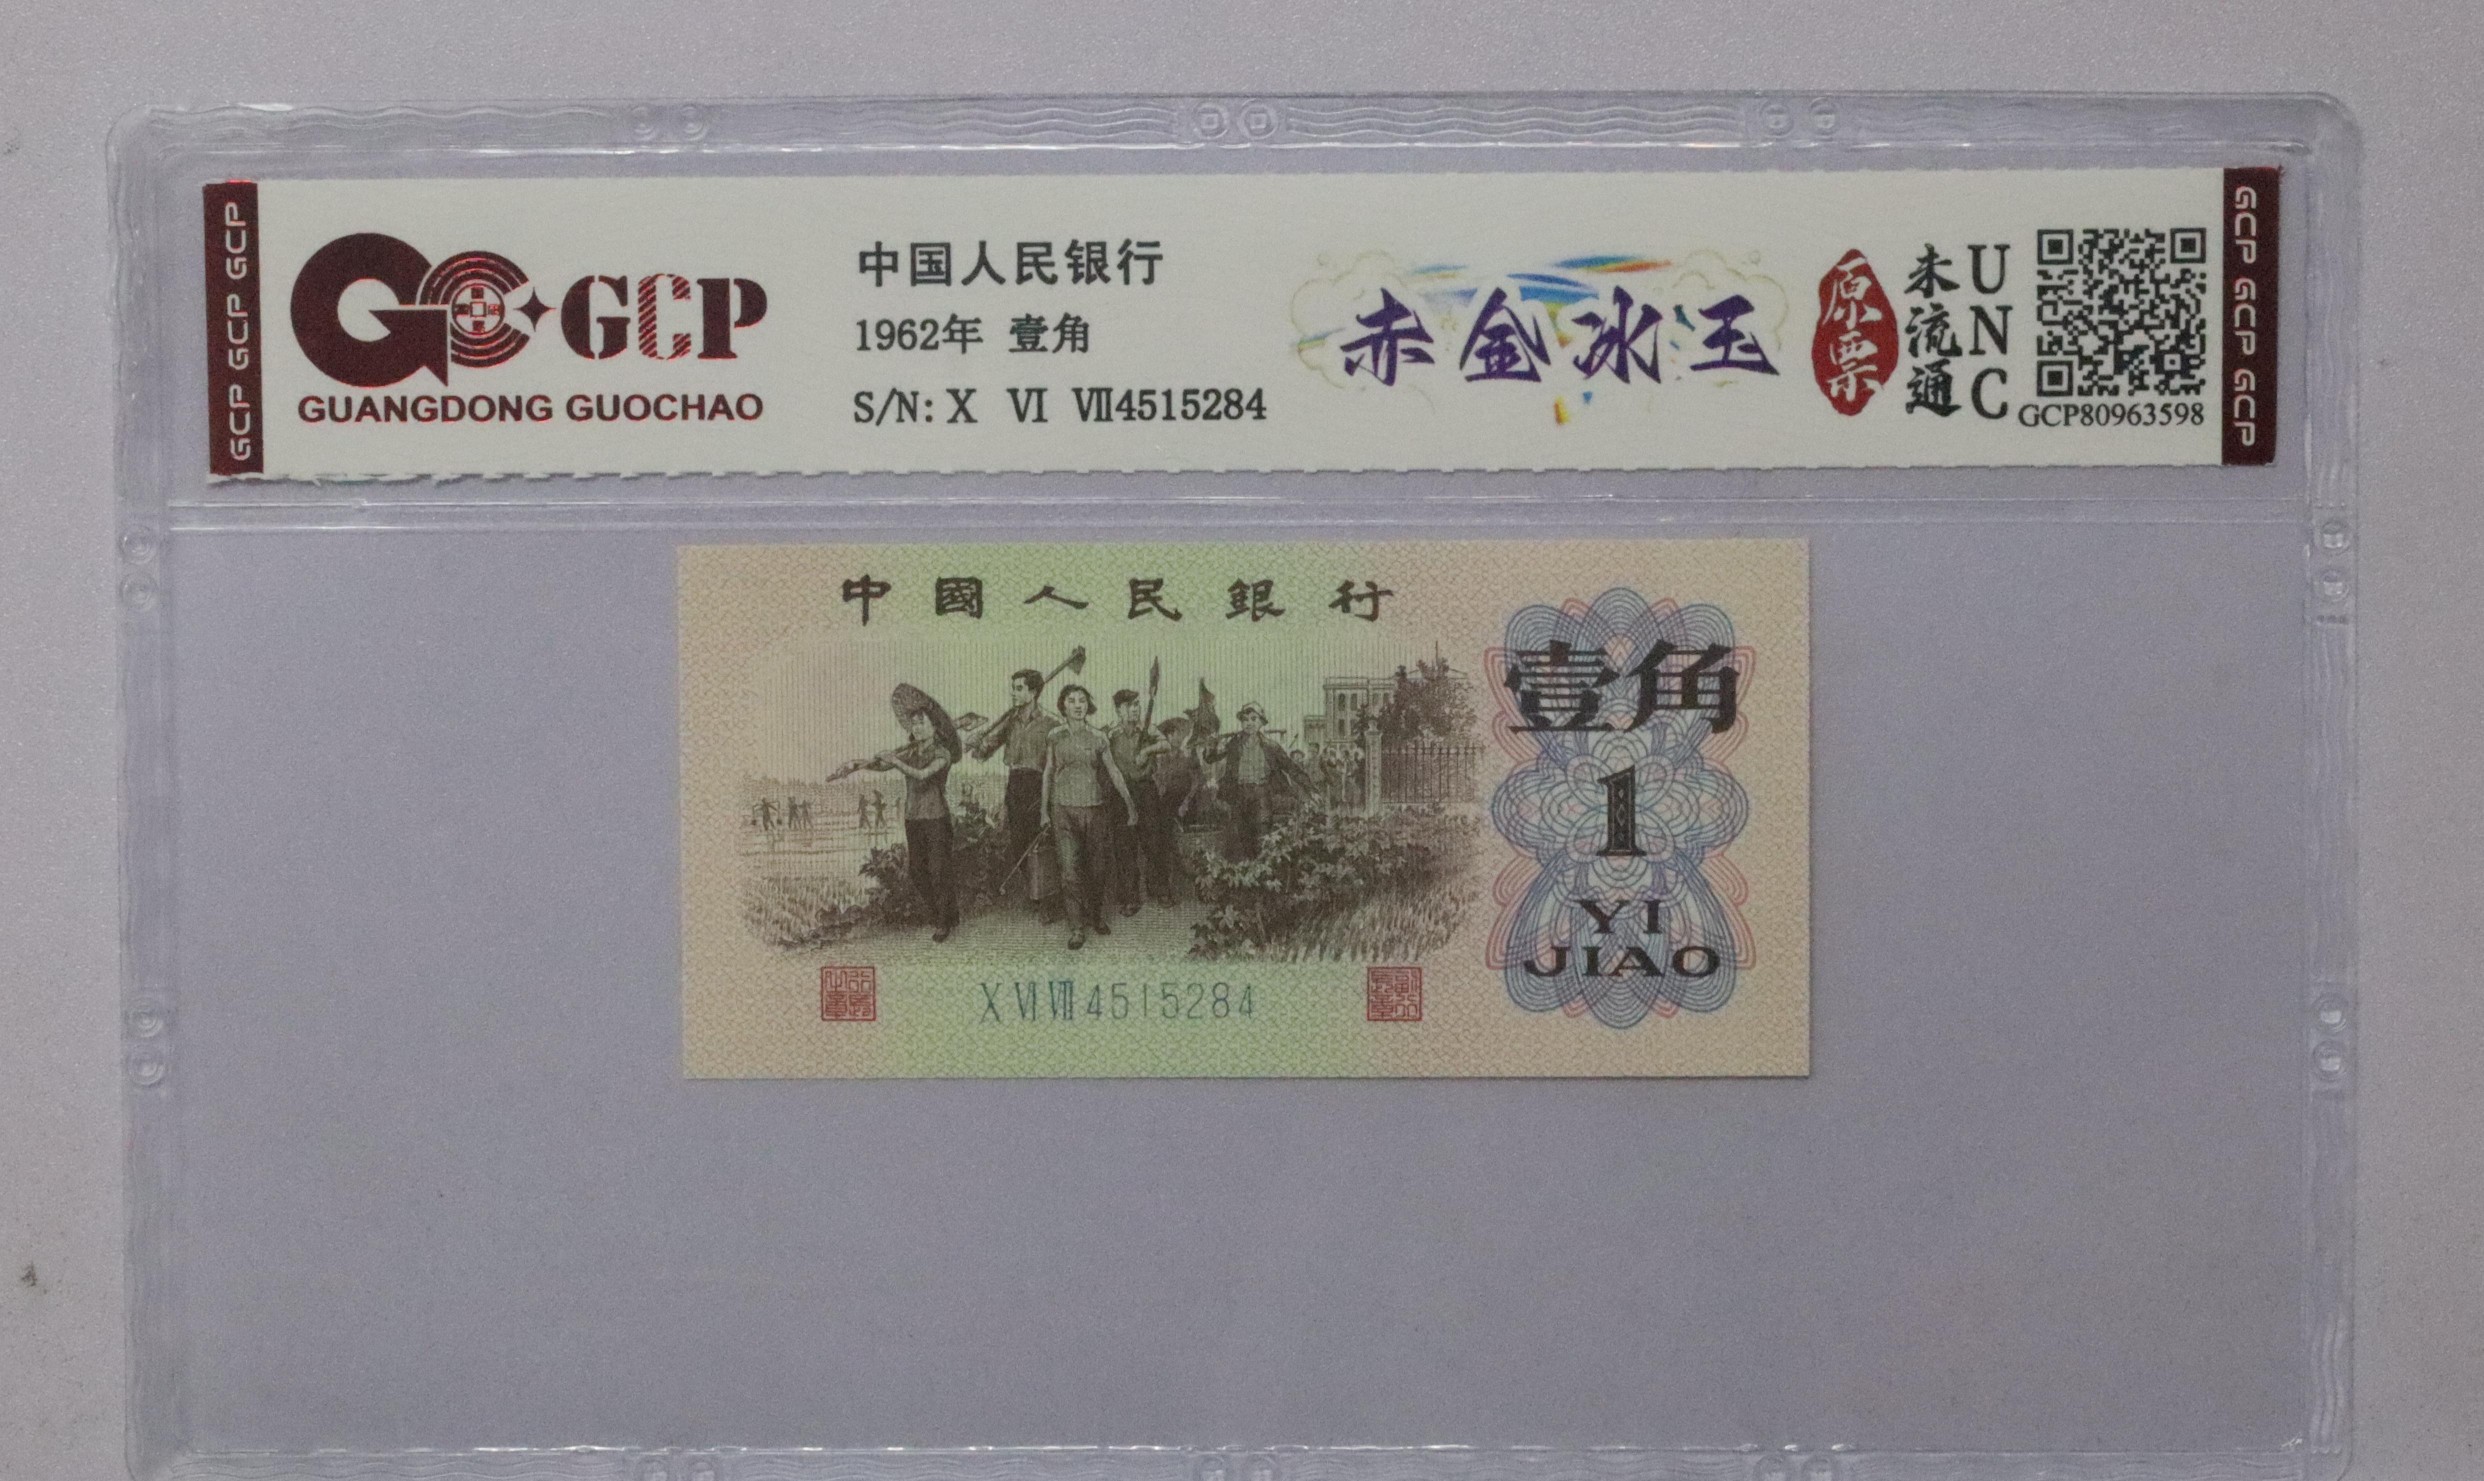 GCP GCP GCP
GCP
GUANGDONG GUOCHAO
中国人民银行
1962年 壹角
S/N: X VI VII4515284
赤金冰玉
原票
未流通
UNC
GCP80963598
GCP GCP GCP
中國人民銀行
壹角
1
YI
JIAO
X VI VII 4515284